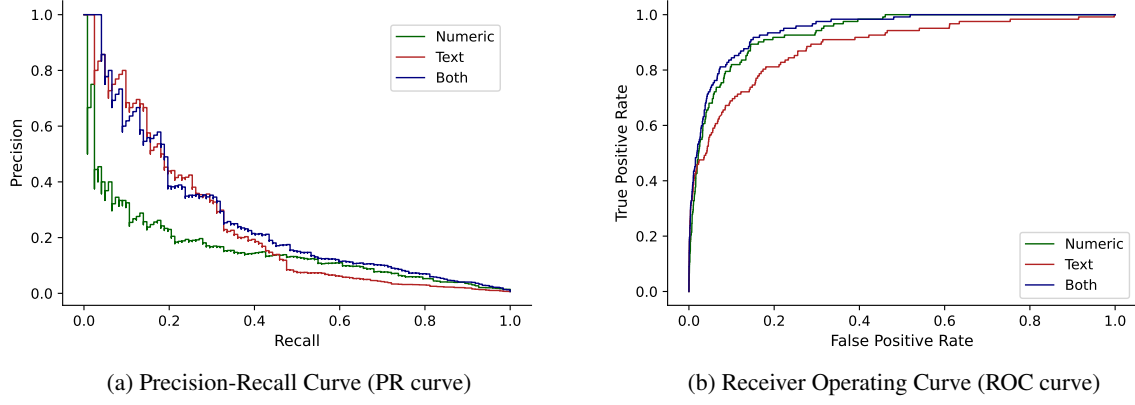 1.0
0.8
0.6
0.4
0.2
0.0
Precision
0.0 0.2 0.4 0.6 0.8 1.0
Recall
Numeric
Text
Both
(a) Precision-Recall Curve (PR curve)
1.0
0.8
0.6
0.4
0.2
0.0
True Positive Rate
0.0 0.2 0.4 0.6 0.8 1.0
False Positive Rate
Numeric
Text
Both
(b) Receiver Operating Curve (ROC curve)